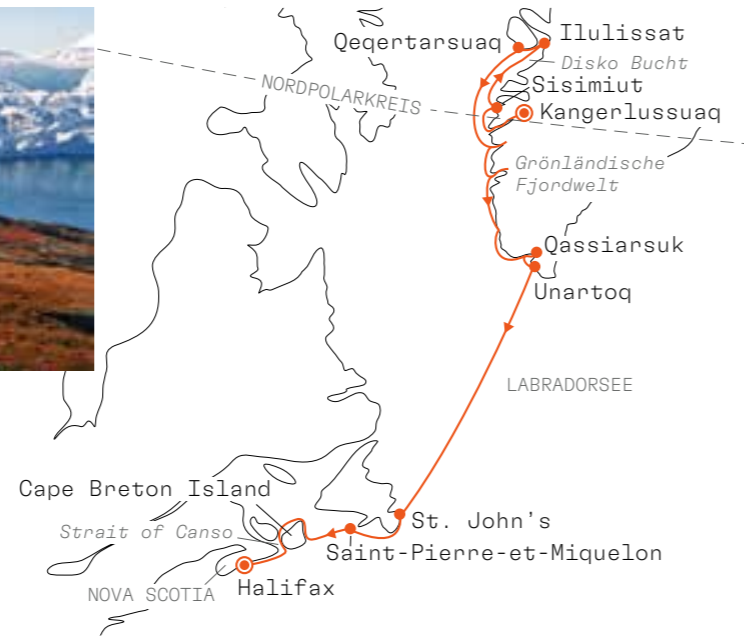 Qeqertarsuaq
Ilulissat
Disko Bucht
NORDPOLARKREIS
Sisimiut
Kangerlussuaq
Grönländische
Fjordwelt
Qassiarsuk
Unartoq
LABRADORSEE
Cape Breton Island
St. John's
Strait of Canso
Saint-Pierre-et-Miquelon
NOVA SCOTIA
Halifax